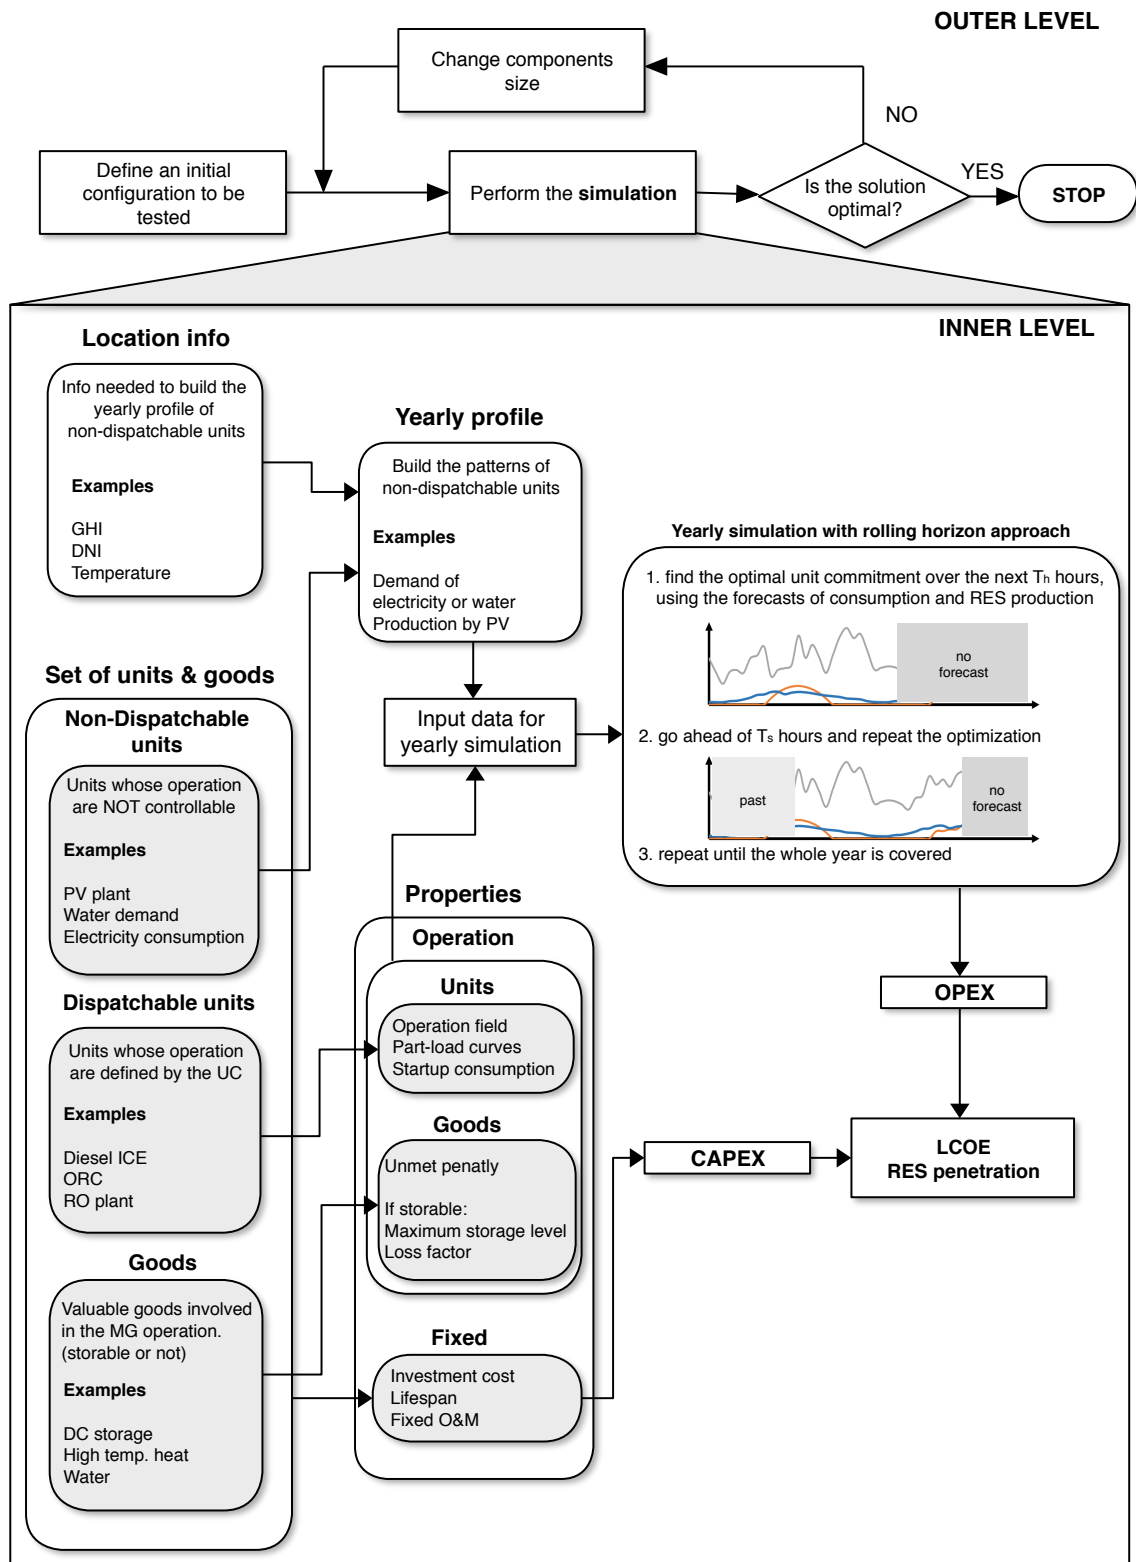 OUTER LEVEL
Change components
size
NO
Define an initial
configuration to be
tested
Perform the simulation
Is the solution
optimal?
YES
STOP
INNER LEVEL
Location info
Info needed to build the
yearly profile of
non-dispatchable units
Examples
GHI
DNI
Temperature
Yearly profile
Build the patterns of
non-dispatchable units
Examples
Demand of
electricity or water
Production by PV
Yearly simulation with rolling horizon approach
1. find the optimal unit commitment over the next Th hours,
using the forecasts of consumption and RES production
no
forecast
2. go ahead of Ts hours and repeat the optimization
past
no
forecast
3. repeat until the whole year is covered
Input data for
yearly simulation
Set of units & goods
Non-Dispatchable
units
Units whose operation
are NOT controllable
Examples
PV plant
Water demand
Electricity consumption
Dispatchable units
Units whose operation
are defined by the UC
Examples
Diesel ICE
ORC
RO plant
Goods
Valuable goods involved
in the MG operation.
(storable or not)
Examples
DC storage
High temp. heat
Water
Properties
Operation
Units
Operation field
Part-load curves
Startup consumption
Goods
Unmet penatly
If storable:
Maximum storage level
Loss factor
Fixed
Investment cost
Lifespan
Fixed O&M
OPEX
CAPEX
LCOE
RES penetration